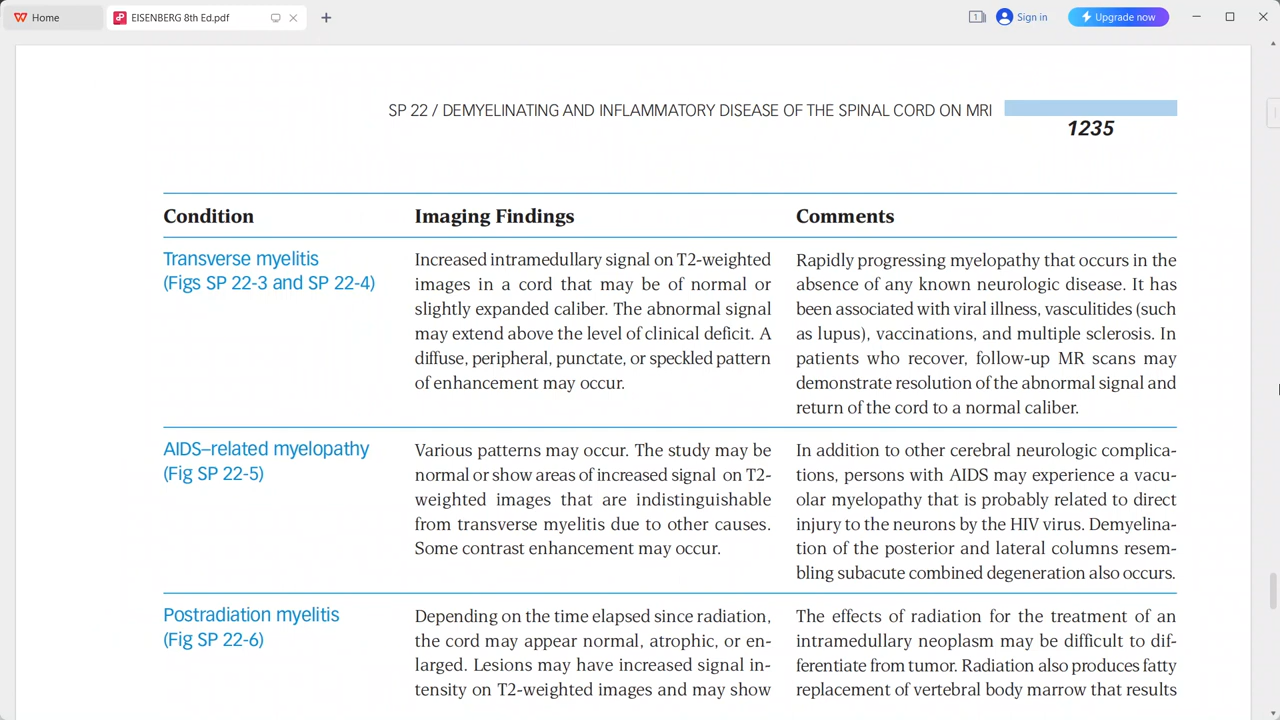 Home
EISENBERG 8th Ed.pdf
1
Sign in
Upgrade now
SP 22 / DEMYELINATING AND INFLAMMATORY DISEASE OF THE SPINAL CORD ON MRI
1235
Condition
Imaging Findings
Comments
Transverse myelitis
(Figs SP 22-3 and SP 22-4)
Increased intramedullary signal on T2-weighted
images in a cord that may be of normal or
slightly expanded caliber. The abnormal signal
may extend above the level of clinical deficit. A
diffuse, peripheral, punctate, or speckled pattern
of enhancement may occur.
Rapidly progressing myelopathy that occurs in the
absence of any known neurologic disease. It has
been associated with viral illness, vasculitides (such
as lupus), vaccinations, and multiple sclerosis. In
patients who recover, follow-up MR scans may
demonstrate resolution of the abnormal signal and
return of the cord to a normal caliber.
AIDS–related myelopathy
(Fig SP 22-5)
Various patterns may occur. The study may be
normal or show areas of increased signal on T2-
weighted images that are indistinguishable
from transverse myelitis due to other causes.
Some contrast enhancement may occur.
In addition to other cerebral neurologic complica-
tions, persons with AIDS may experience a vacu-
olar myelopathy that is probably related to direct
injury to the neurons by the HIV virus. Demyelina-
tion of the posterior and lateral columns resem-
bling subacute combined degeneration also occurs.
Postradiation myelitis
(Fig SP 22-6)
Depending on the time elapsed since radiation,
the cord may appear normal, atrophic, or en-
larged. Lesions may have increased signal in-
tensity on T2-weighted images and may show
The effects of radiation for the treatment of an
intramedullary neoplasm may be difficult to dif-
ferentiate from tumor. Radiation also produces fatty
replacement of vertebral body marrow that results